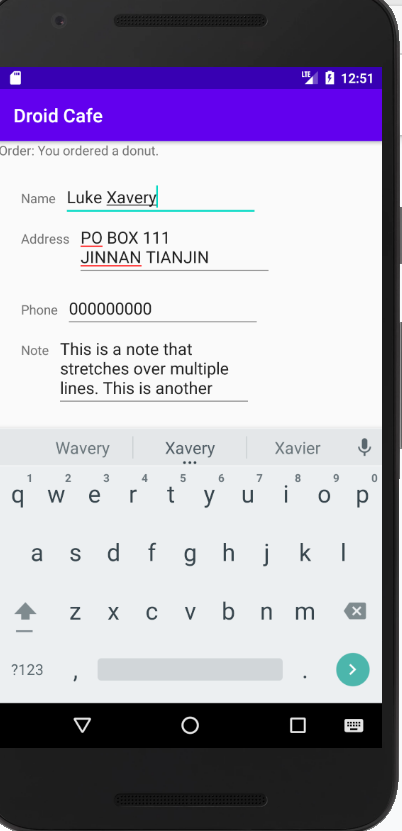 LTE 12:51
Droid Cafe
Order: You ordered a donut.
Name Luke Xavery
Address PO BOX 111
JINNAN TIANJIN
Phone 000000000
Note This is a note that
stretches over multiple
lines. This is another
Wavery Xavery Xavier
1 2 3 4 5 6 7 8 9 0
q w e r t y u i o p
a s d f g h j k l
z x c v b n m
?123 , .